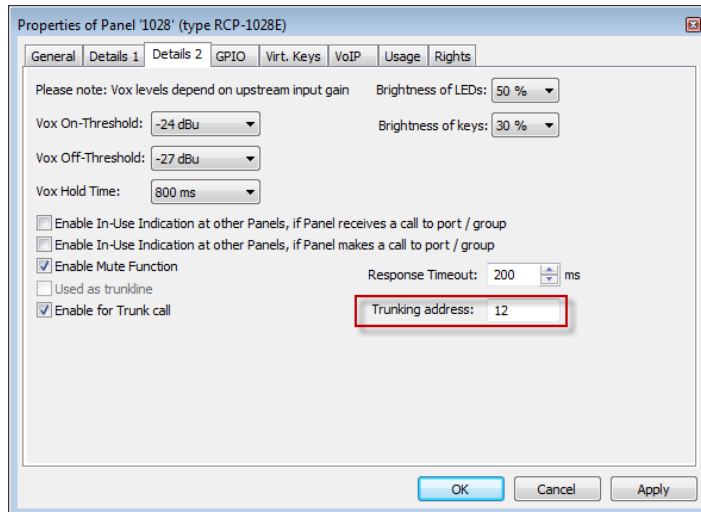 Properties of Panel '1028' (type RCP-1028E)
General Details 1 Details 2 GPIO Virt. Keys VoIP Usage Rights
Please note: Vox levels depend on upstream input gain Brightness of LEDs: 50 %
Vox On-Threshold: -24 dBu Brightness of keys: 30 %
Vox Off-Threshold: -27 dBu
Vox Hold Time: 800 ms
Enable In-Use Indication at other Panels, if Panel receives a call to port / group
Enable In-Use Indication at other Panels, if Panel makes a call to port / group
Enable Mute Function Response Timeout: 200 ms
Used as trunkline
Enable for Trunk call Trunking address: 12
OK Cancel Apply